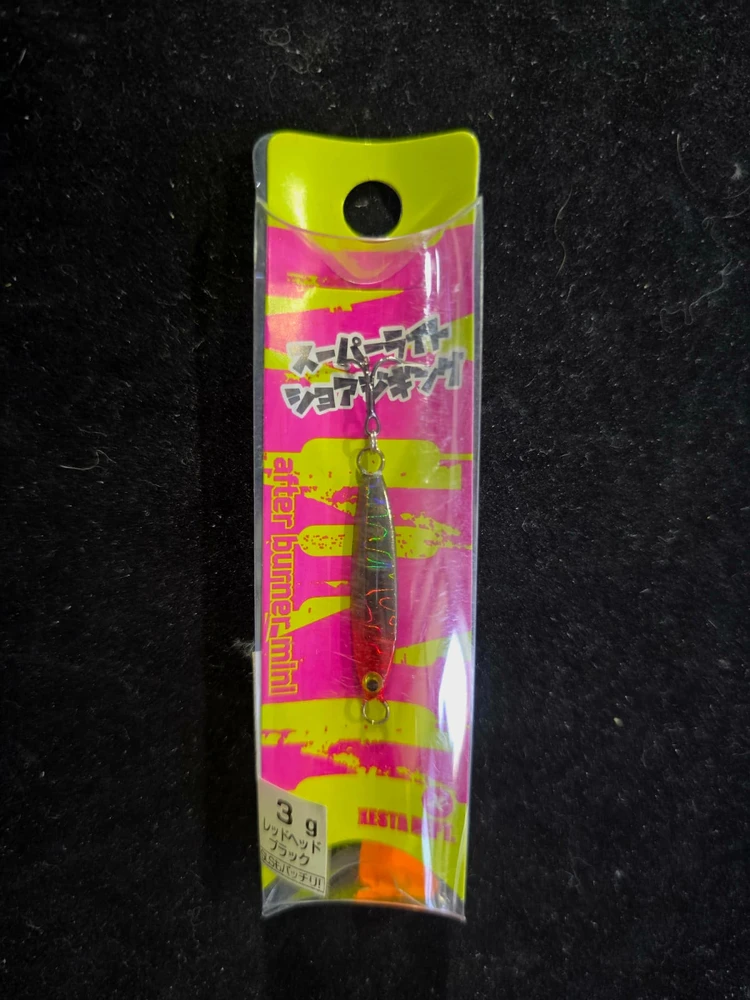 スーパーライト
ショアジギング
after burner mini
XESTA
3 g
レッドヘッド
ブラック